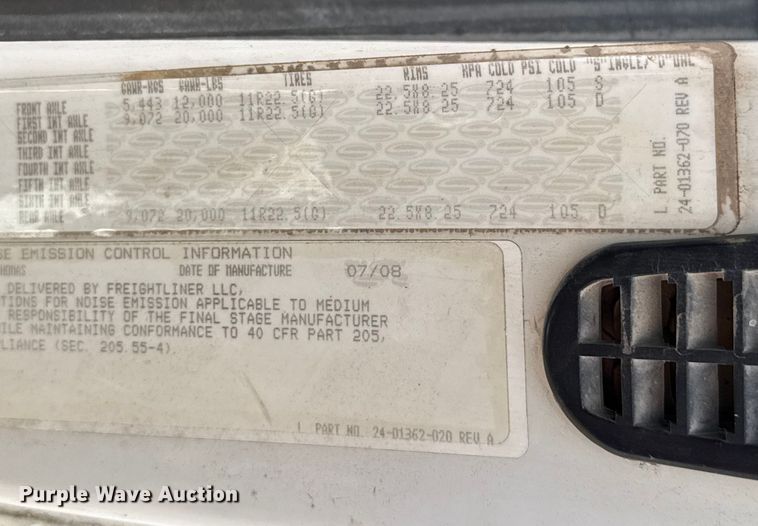 GAWR-KGS GAWR-LBS TIRES RIMS KPA COLD PSI COLD "S"INGLE/"D"UAL
FRONT AXLE 5,443 12,000 11R22.5(G) 22.5X8.25 724 105 S
FIRST INT AXLE 9,072 20,000 11R22.5(G) 22.5X8.25 724 105 D
SECOND INT AXLE
THIRD INT AXLE
FOURTH INT AXLE
FIFTH INT AXLE
SIXTH INT AXLE
REAR AXLE 9,072 20,000 11R22.5(G) 22.5X8.25 724 105 D
L PART NO.
24-01362-070 REV A
SE EMISSION CONTROL INFORMATION
HOMAS DATE OF MANUFACTURE 07/08
DELIVERED BY FREIGHTLINER LLC,
TIONS FOR NOISE EMISSION APPLICABLE TO MEDIUM
RESPONSIBILITY OF THE FINAL STAGE MANUFACTURER
ILE MAINTAINING CONFORMANCE TO 40 CFR PART 205,
PLIANCE (SEC. 205.55-4).
L PART NO. 24-01362-020 REV A
Purple Wave Auction